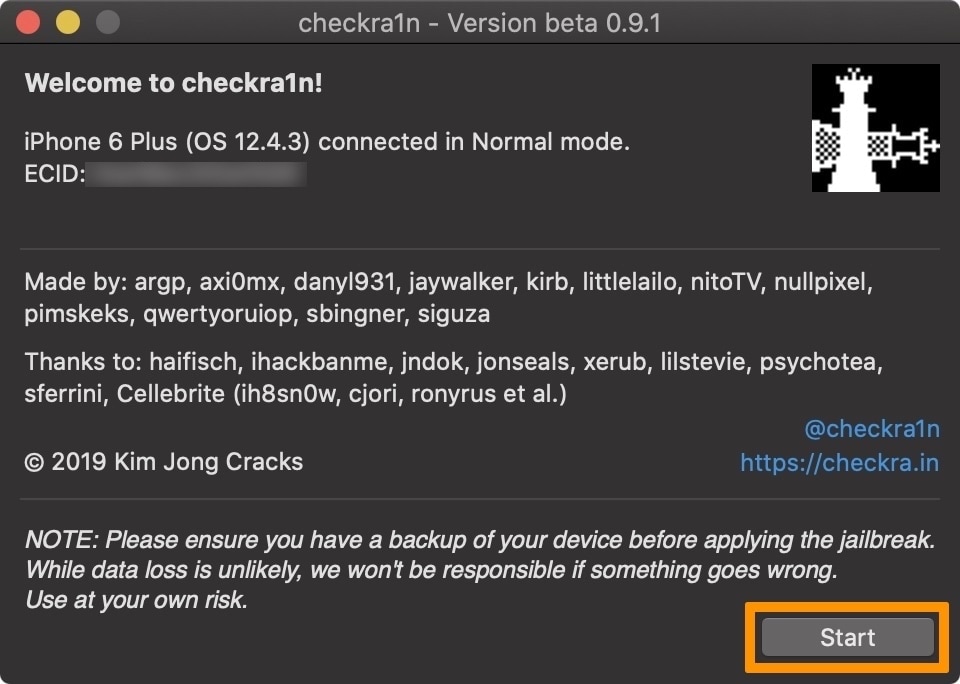 checkra1n - Version beta 0.9.1
Welcome to checkra1n!
iPhone 6 Plus (OS 12.4.3) connected in Normal mode.
ECID:
Made by: argp, axi0mx, danyl931, jaywalker, kirb, littlelailo, nitoTV, nullpixel,
pimskeks, qwertyoruiop, sbingner, siguza
Thanks to: haifisch, ihackbanme, jndok, jonseals, xerub, lilstevie, psychotea,
sferrini, Cellebrite (ih8sn0w, cjori, ronyrus et al.)
@checkra1n
© 2019 Kim Jong Cracks
https://checkra.in
NOTE: Please ensure you have a backup of your device before applying the jailbreak.
While data loss is unlikely, we won't be responsible if something goes wrong.
Use at your own risk.
Start